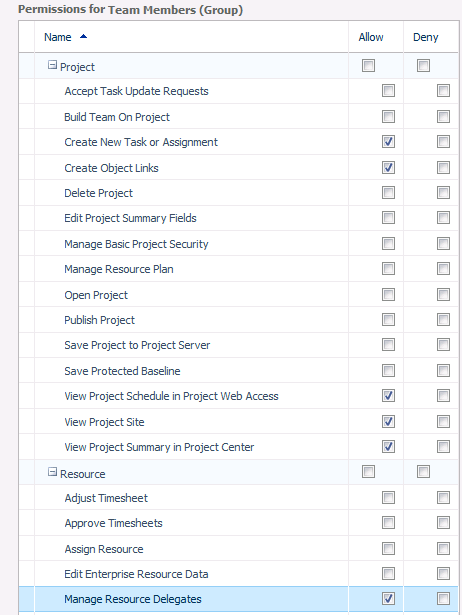 Permissions for Team Members (Group)
Name Allow Deny
Project
Accept Task Update Requests
Build Team On Project
Create New Task or Assignment
Create Object Links
Delete Project
Edit Project Summary Fields
Manage Basic Project Security
Manage Resource Plan
Open Project
Publish Project
Save Project to Project Server
Save Protected Baseline
View Project Schedule in Project Web Access
View Project Site
View Project Summary in Project Center
Resource
Adjust Timesheet
Approve Timesheets
Assign Resource
Edit Enterprise Resource Data
Manage Resource Delegates